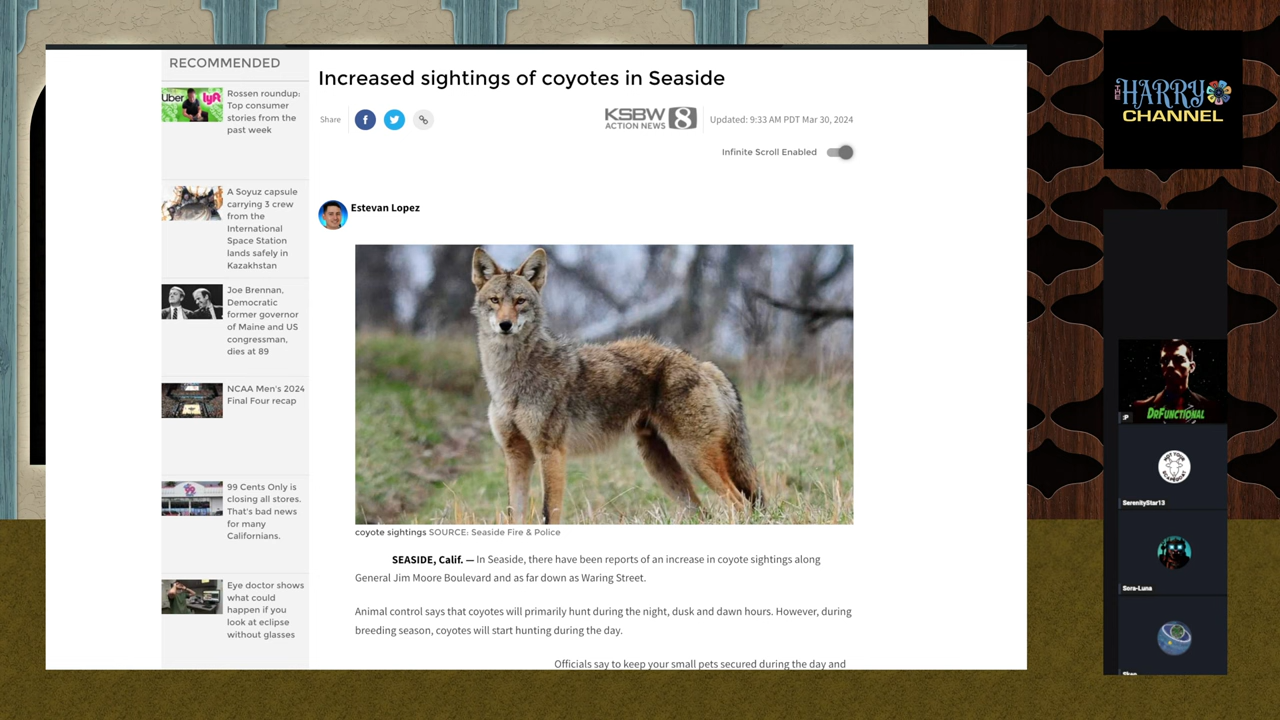 RECOMMENDED
Uber
lyft
Rossen roundup:
Top consumer
stories from the
past week
A Soyuz capsule
carrying 3 crew
from the
International
Space Station
lands safely in
Kazakhstan
Joe Brennan,
Democratic
former governor
of Maine and US
congressman,
dies at 89
NCAA Men's 2024
Final Four recap
99 Cents Only is
closing all stores.
That's bad news
for many
Californians.
Eye doctor shows
what could
happen if you
look at eclipse
without glasses
Increased sightings of coyotes in Seaside
Share
KSBW 8
ACTION NEWS
Updated: 9:33 AM PDT Mar 30, 2024
Infinite Scroll Enabled
Estevan Lopez
coyote sightings SOURCE: Seaside Fire & Police
SEASIDE, Calif. — In Seaside, there have been reports of an increase in coyote sightings along
General Jim Moore Boulevard and as far down as Waring Street.
Animal control says that coyotes will primarily hunt during the night, dusk and dawn hours. However, during
breeding season, coyotes will start hunting during the day.
Officials say to keep your small pets secured during the day and
THE HARRY
CHANNEL
DRFUNCTIONAL
NOT YOUR
SCAPEGOAT
SerenityStar13
Sora-Luna